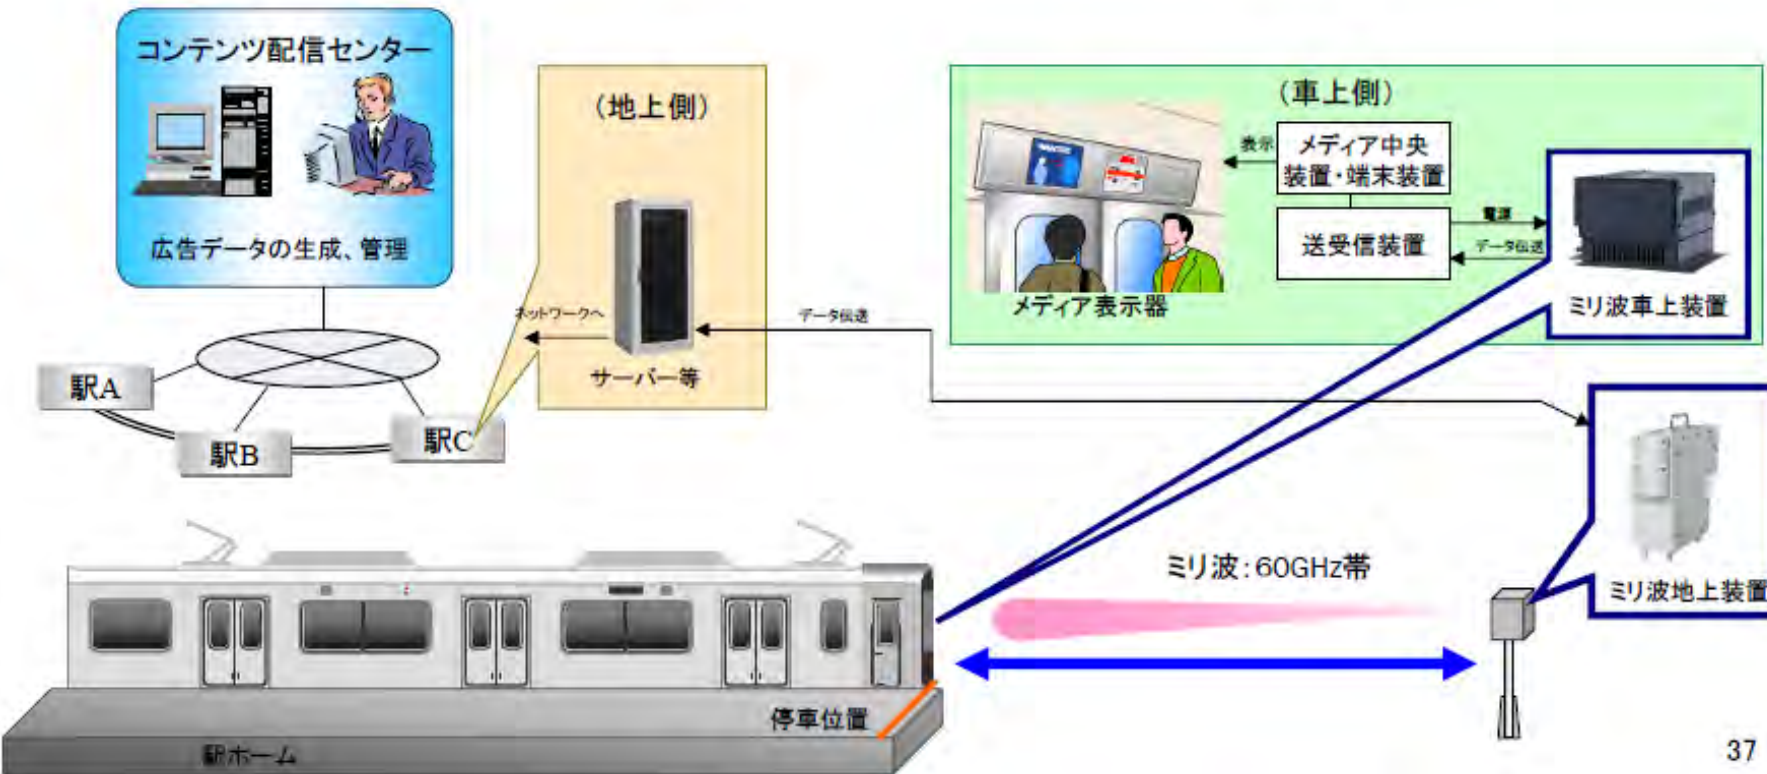 コンテンツ配信センター
広告データの生成、管理
(地上側)
ネットワークへ
サーバー等
データ伝送
(車上側)
表示
メディア中央
装置・端末装置
送受信装置
電源
データ伝送
メディア表示器
ミリ波車上装置
駅A
駅B
駅C
ミリ波地上装置
ミリ波:60GHz帯
停車位置
駅ホーム
37